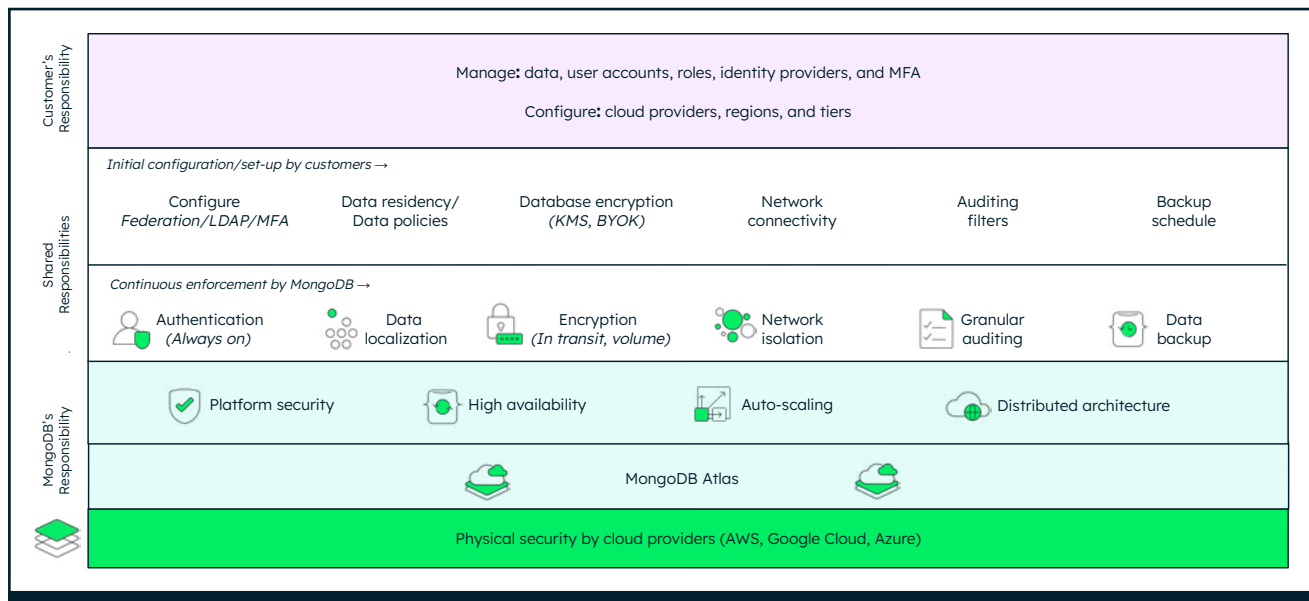 Customer's
Responsibility
Manage: data, user accounts, roles, identity providers, and MFA
Configure: cloud providers, regions, and tiers
Shared
Responsibilities
Initial configuration/set-up by customers →
Configure
Federation/LDAP/MFA
Data residency/
Data policies
Database encryption
(KMS, BYOK)
Network
connectivity
Auditing
filters
Backup
schedule
Continuous enforcement by MongoDB →
Authentication
(Always on)
Data
localization
Encryption
(In transit, volume)
Network
isolation
Granular
auditing
Data
backup
.
MongoDB's
Responsibility
Platform security
High availability
Auto-scaling
Distributed architecture
MongoDB Atlas
Physical security by cloud providers (AWS, Google Cloud, Azure)